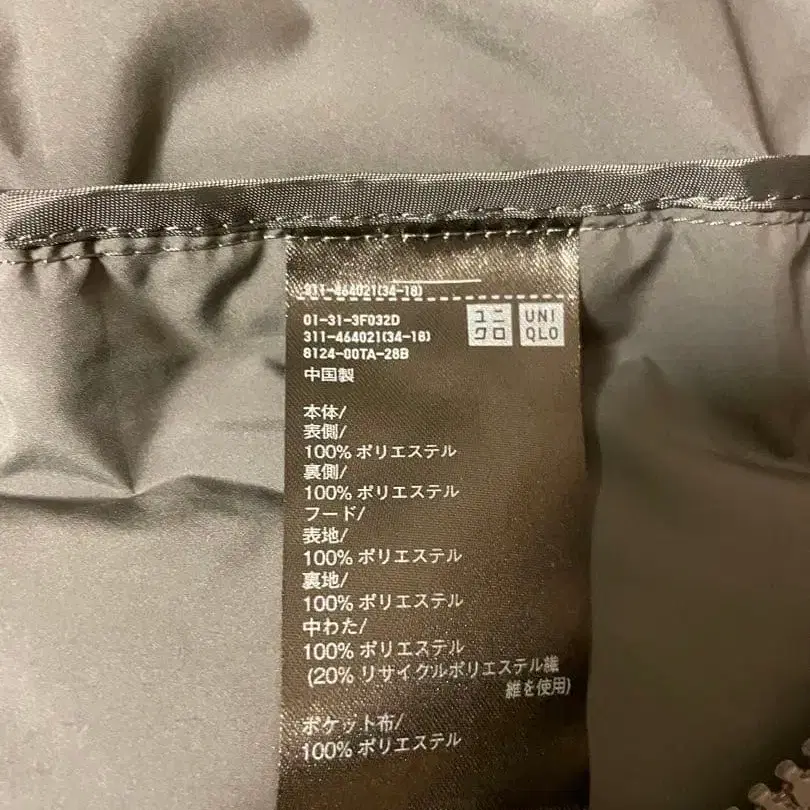 311-464021(34-18)
01-31-3F032D
311-464021(34-18)
8124-00TA-28B
中国製
ユニ
クロ
UNI
QLO
本体/
表側/
100% ポリエステル
裏側/
100% ポリエステル
フード/
表地/
100% ポリエステル
裏地/
100% ポリエステル
中わた/
100% ポリエステル
(20% リサイクルポリエステル繊
維を使用)
ポケット布/
100% ポリエステル